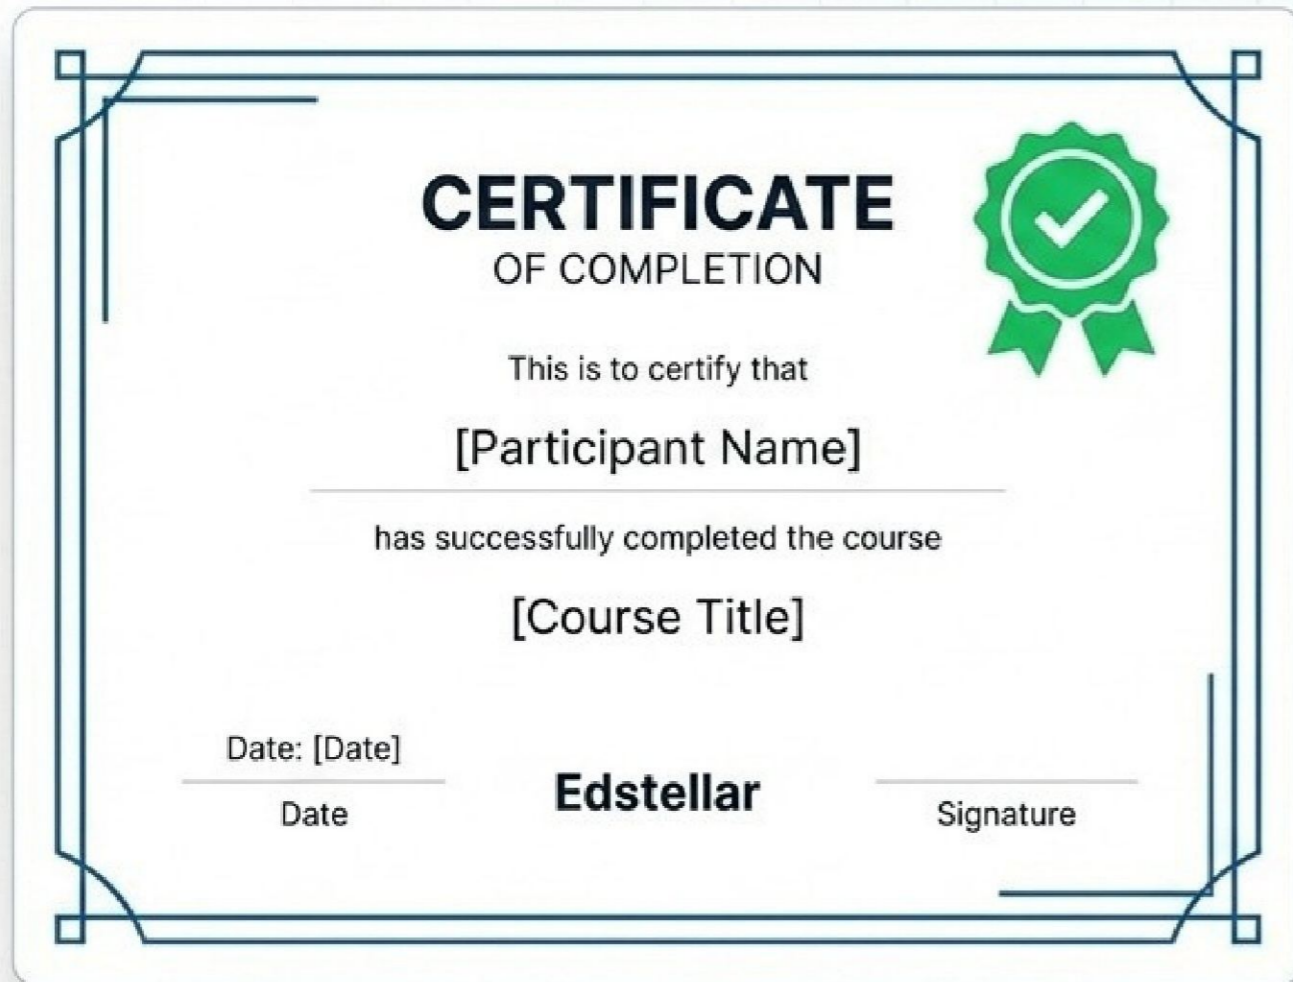 CERTIFICATE
OF COMPLETION
This is to certify that
[Participant Name]
has successfully completed the course
[Course Title]
Date: [Date]
Date
Edstellar
Signature